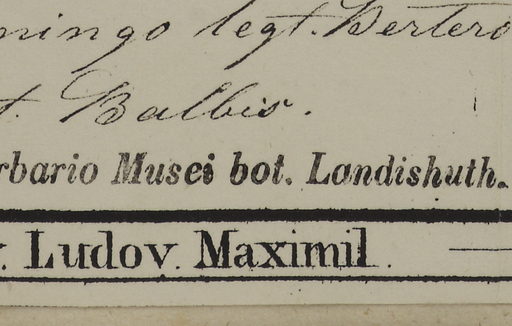 mingo legt. Bertero
t. Balbis.
rbario Musei bot. Landishuth.
. Ludov. Maximil.